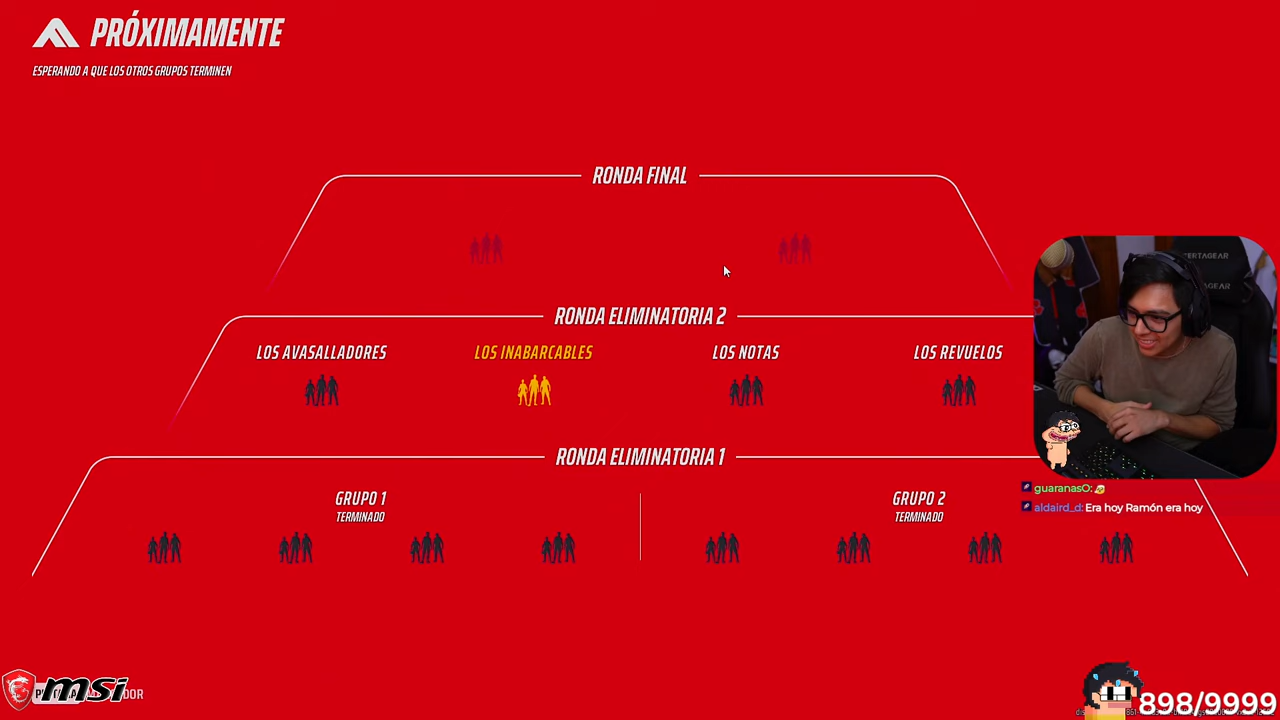 PRÓXIMAMENTE
ESPERANDO A QUE LOS OTROS GRUPOS TERMINEN
RONDA FINAL
RONDA ELIMINATORIA 2
LOS AVASALLADORES
LOS INABARCABLES
LOS NOTAS
LOS REVUELOS
RONDA ELIMINATORIA 1
GRUPO 1
TERMINADO
GRUPO 2
TERMINADO
guaranasO:
aldaird_d: Era hoy Ramón era hoy
msi
898/9999